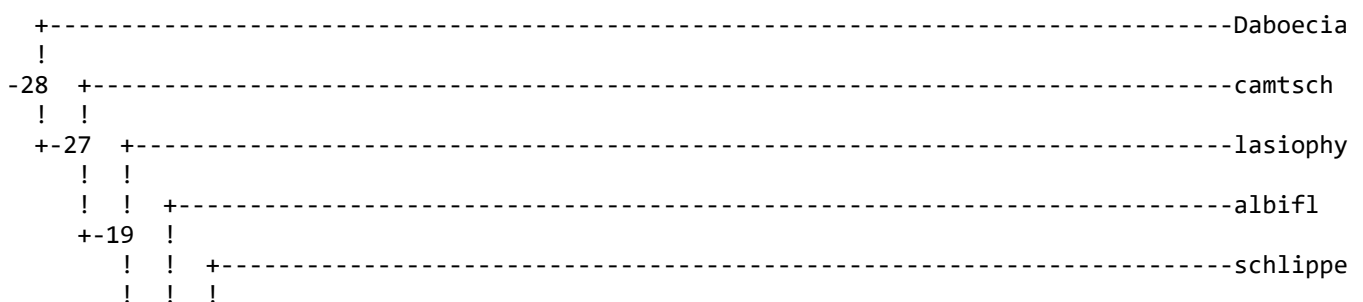 +-----------------------------------------------------------------------------------Daboecia
!
-28 +--------------------------------------------------------------------------------camtsch
! !
+-27 +-----------------------------------------------------------------------------lasiophy
! !
! ! +--------------------------------------------------------------------------albifl
+-19 !
! ! +-----------------------------------------------------------------------schlippe
! ! !